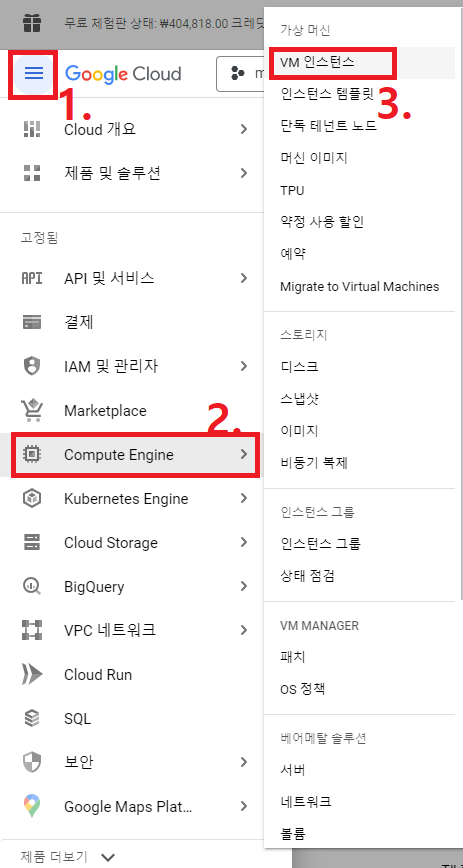 무료 체험판 상태: ₩404,818.00 크레딧
Google Cloud
1.
Cloud 개요
제품 및 솔루션
고정됨
API API 및 서비스
결제
IAM 및 관리자
Marketplace
2.
Compute Engine
Kubernetes Engine
Cloud Storage
BigQuery
VPC 네트워크
Cloud Run
SQL
보안
Google Maps Plat...
제품 더보기
가상 머신
VM 인스턴스
3.
인스턴스 템플릿
단독 테넌트 노드
머신 이미지
TPU
약정 사용 할인
예약
Migrate to Virtual Machines
스토리지
디스크
스냅샷
이미지
비동기 복제
인스턴스 그룹
인스턴스 그룹
상태 점검
VM MANAGER
패치
OS 정책
베어메탈 솔루션
서버
네트워크
볼륨